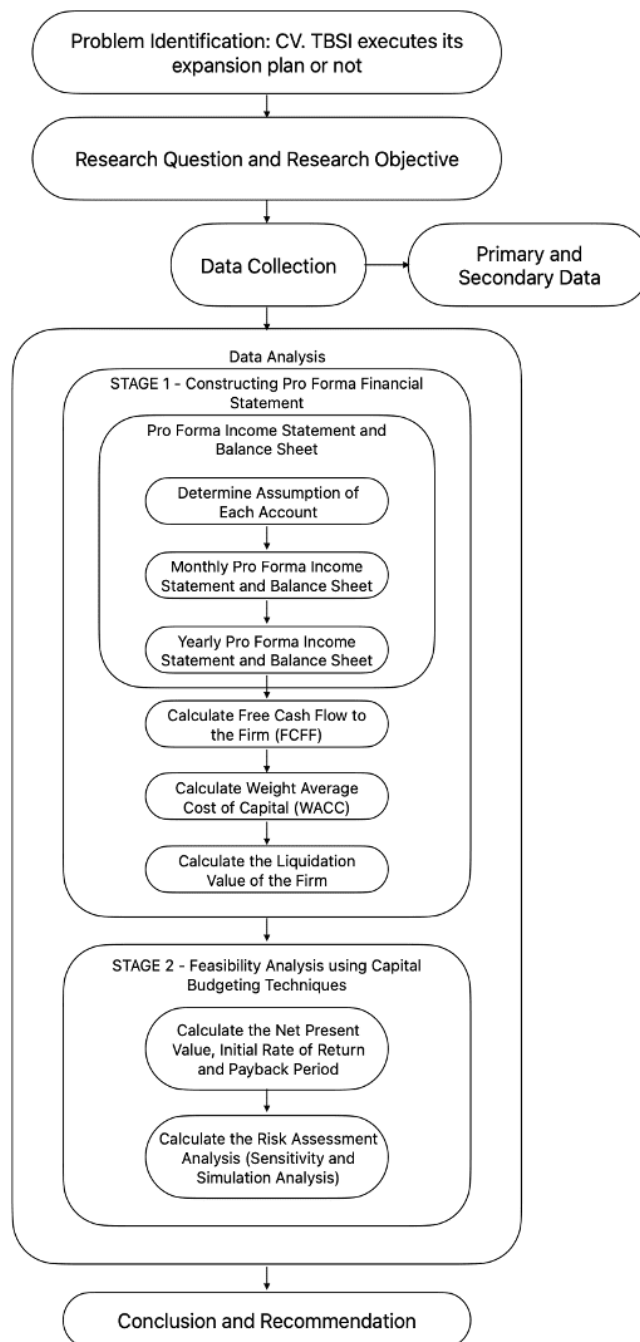 Problem Identification: CV. TBSI executes its
expansion plan or not
Research Question and Research Objective
Data Collection
Primary and
Secondary Data
Data Analysis
STAGE 1 - Constructing Pro Forma Financial
Statement
Pro Forma Income Statement and
Balance Sheet
Determine Assumption of
Each Account
Monthly Pro Forma Income
Statement and Balance Sheet
Yearly Pro Forma Income
Statement and Balance Sheet
Calculate Free Cash Flow to
the Firm (FCFF)
Calculate Weight Average
Cost of Capital (WACC)
Calculate the Liquidation
Value of the Firm
STAGE 2 - Feasibility Analysis using Capital
Budgeting Techniques
Calculate the Net Present
Value, Initial Rate of Return
and Payback Period
Calculate the Risk Assessment
Analysis (Sensitivity and
Simulation Analysis)
Conclusion and Recommendation